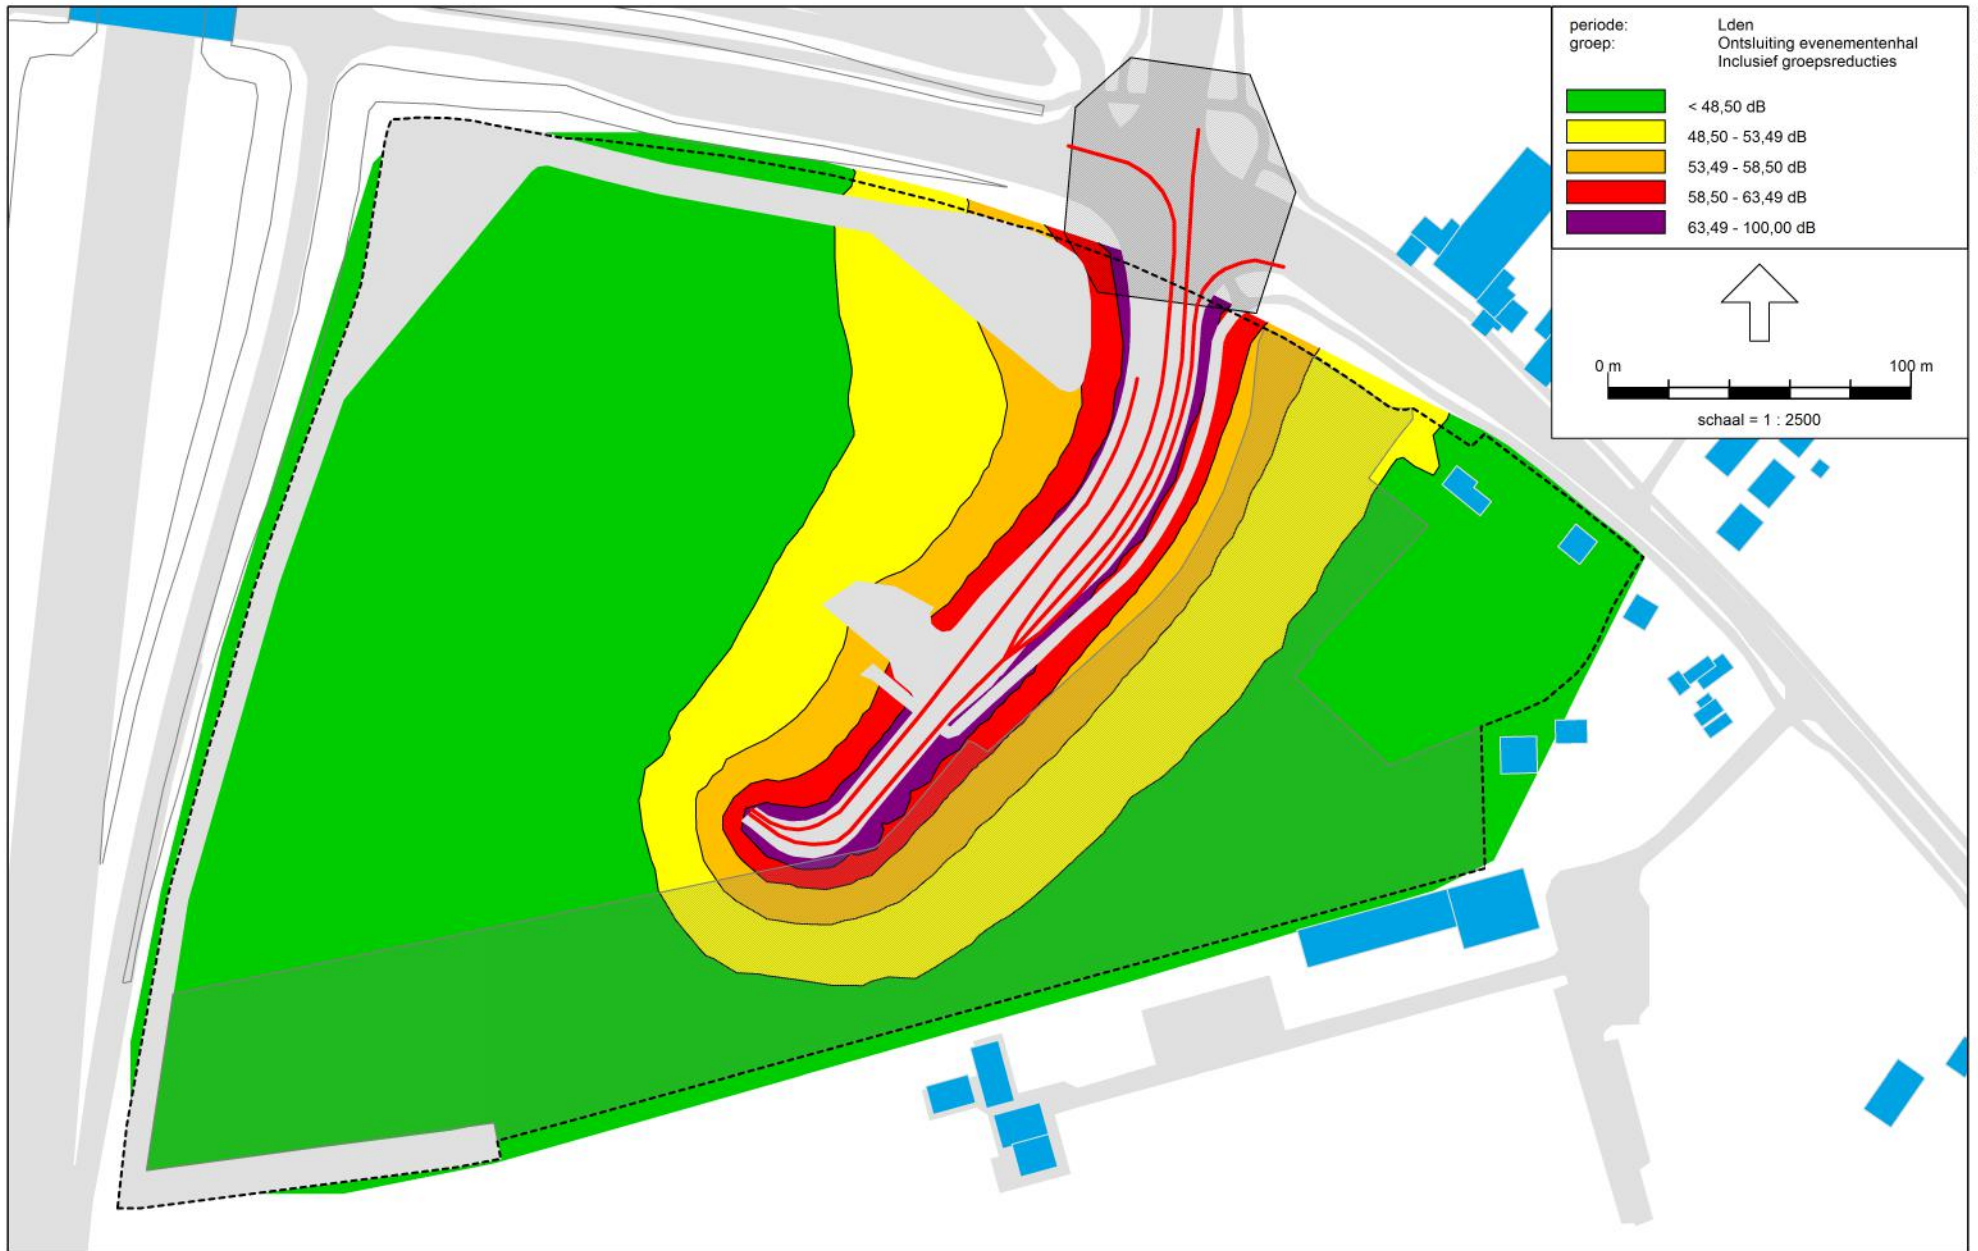 periode: Lden
groep: Ontsluiting evenementenhal
Inclusief groepsreducties
< 48,50 dB
48,50 - 53,49 dB
53,49 - 58,50 dB
58,50 - 63,49 dB
63,49 - 100,00 dB
0 m 100 m
schaal = 1 : 2500